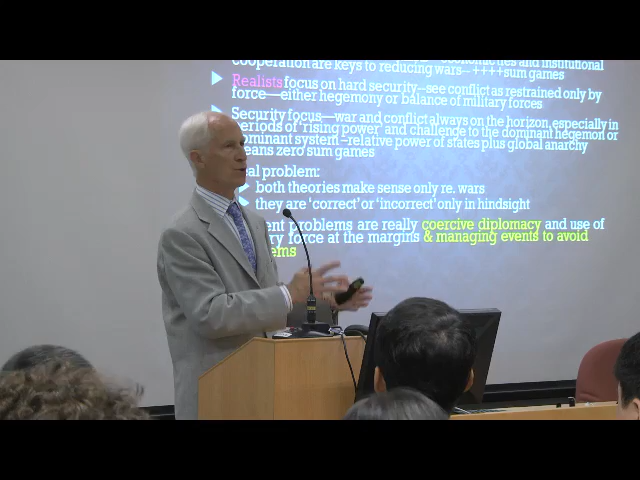 cooperation are keys to reducing wars-- ++++sum games
Realists focus on hard security--see conflict as restrained only by
force—either hegemony or balance of military forces
Security focus—war and conflict always on the horizon, especially in
periods of 'rising power' and challenge to the dominant hegemon or
dominant system –relative power of states plus global anarchy
means zero sum games
problem:
both theories make sense only re. wars
they are 'correct' or 'incorrect' only in hindsight
problems are really coercive diplomacy and use of
force at the margins & managing events to avoid